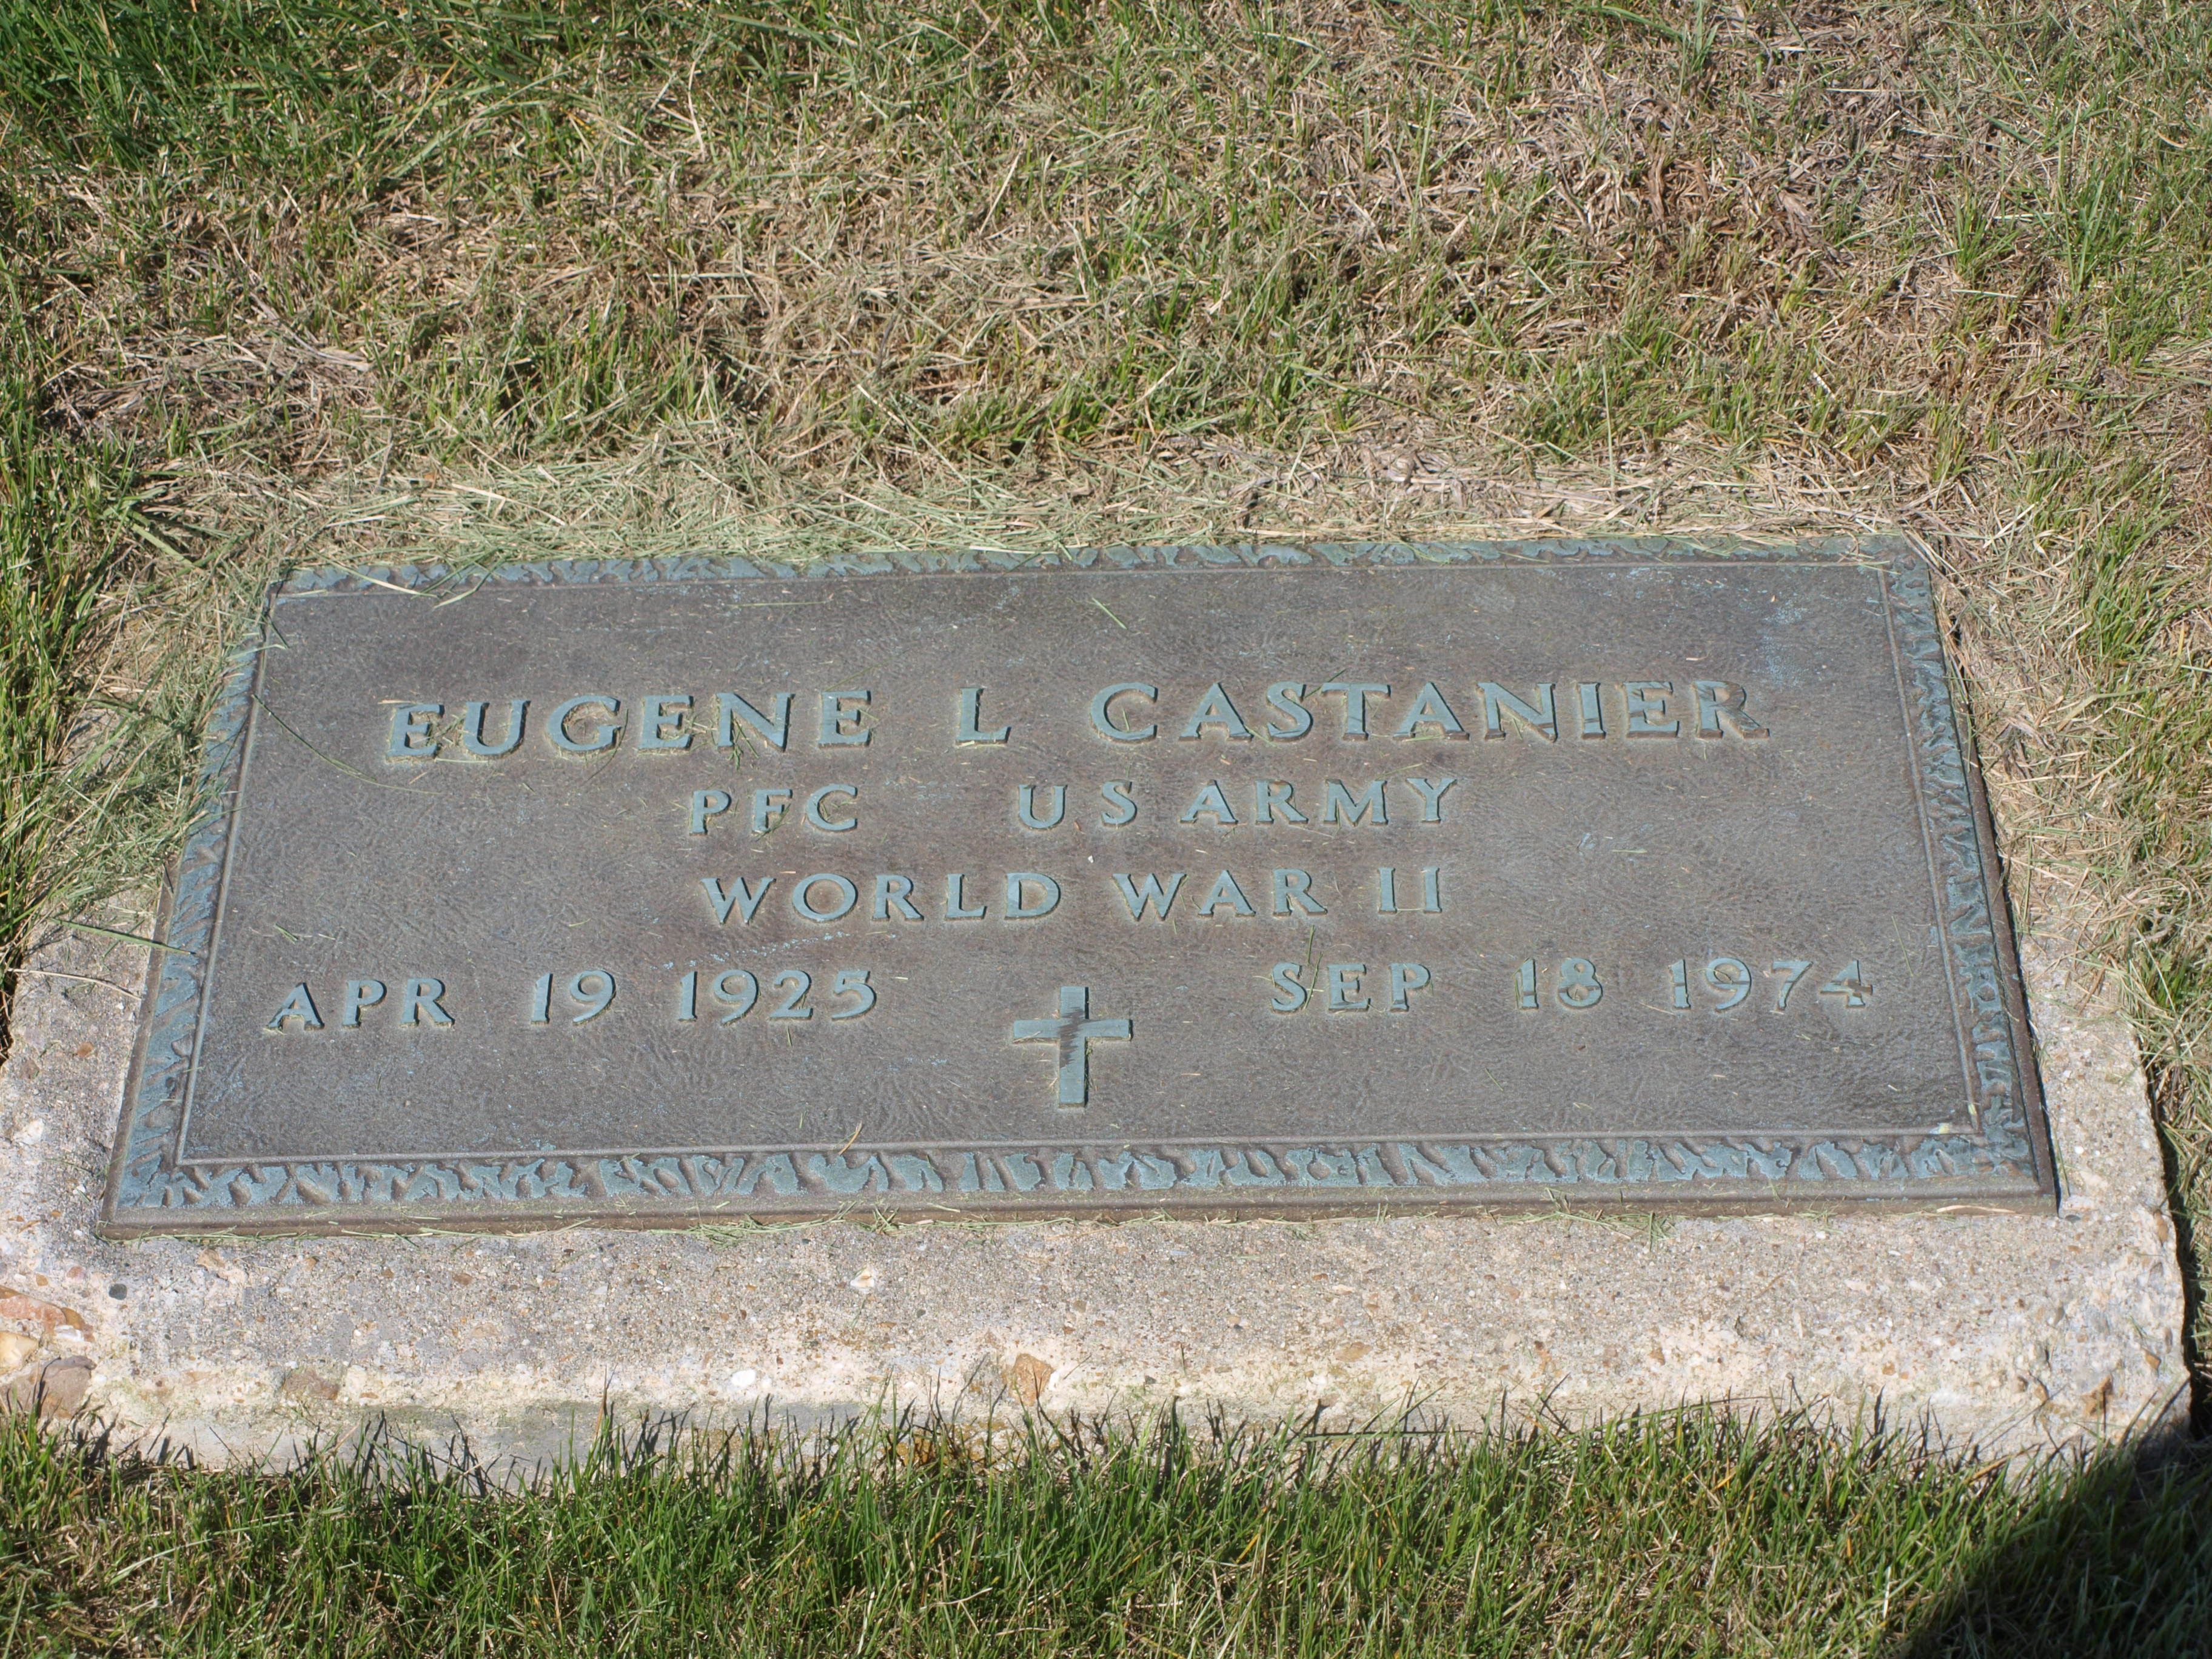 EUGENE L CASTANIER
PFC US ARMY
WORLD WAR II
APR 19 1925 SEP 18 1974